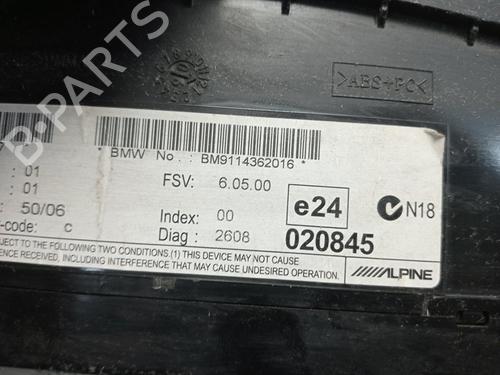 >ABS+PC<
* BMW No.: BM9114362016 *
: 01
: 01
FSV: 6.05.00
e24
N18
50/06
Index: 00
-code: c
Diag: 2608
020845
BJECT TO THE FOLLOWING TWO CONDITIONS.(1) THIS DEVICE MAY NOT CAUSE
RENCE RECEIVED, INCLUDING INTERFERENCE THAT MAY CAUSE UNDESIRED OPERATION.
ALPINE
B-PARTS